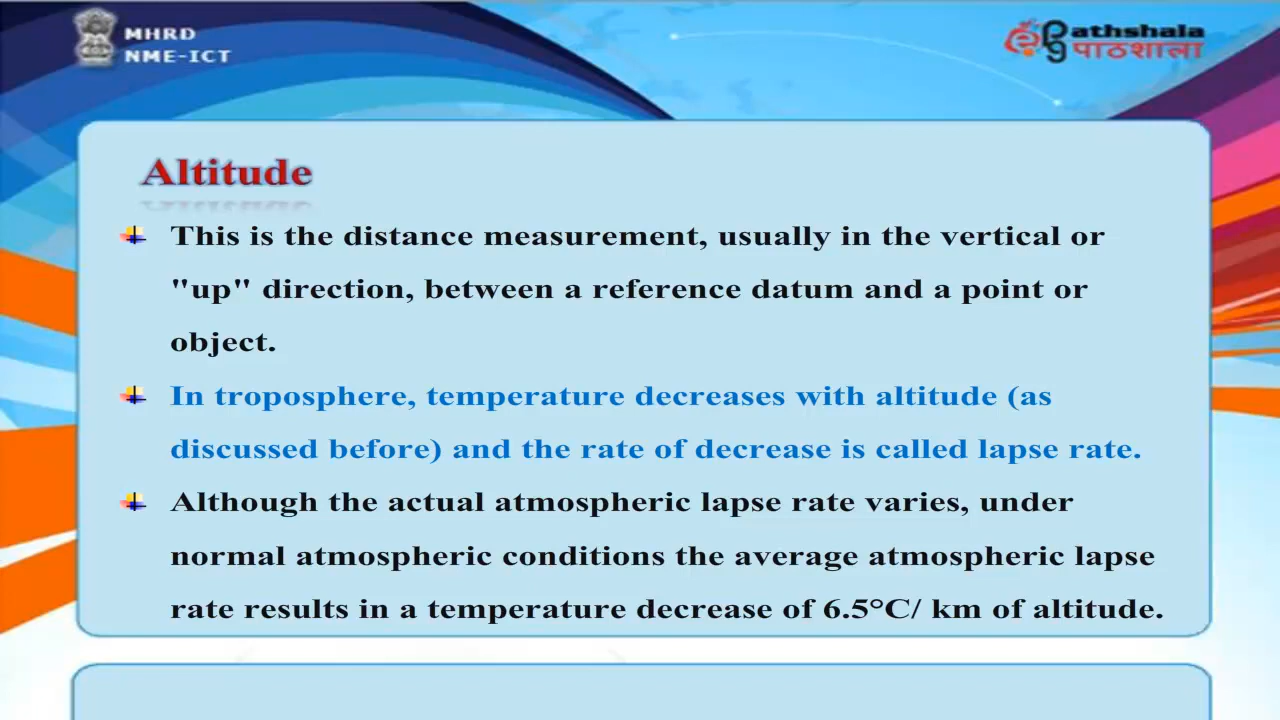 MHRD
NME-ICT
ePathshala
पाठशाला
Altitude
This is the distance measurement, usually in the vertical or
"up" direction, between a reference datum and a point or
object.
In troposphere, temperature decreases with altitude (as
discussed before) and the rate of decrease is called lapse rate.
Although the actual atmospheric lapse rate varies, under
normal atmospheric conditions the average atmospheric lapse
rate results in a temperature decrease of 6.5°C/ km of altitude.